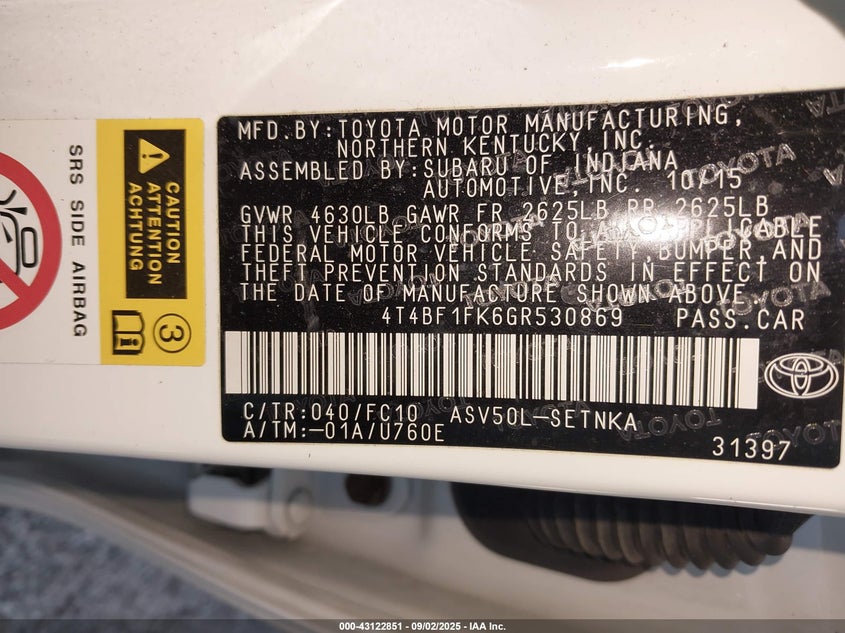 SRS SIDE AIRBAG
CAUTION
ATTENTION
ACHTUNG
3
MFD.BY:TOYOTA MOTOR MANUFACTURING,
NORTHERN KENTUCKY,INC.
ASSEMBLED BY:SUBARU OF INDIANA
AUTOMOTIVE,INC. 10/15
GVWR 4630LB GAWR FR 2625LB RR 2625LB
THIS VEHICLE CONFORMS TO ALL APPLICABLE
FEDERAL MOTOR VEHICLE SAFETY,BUMPER,AND
THEFT PREVENTION STANDARDS IN EFFECT ON
THE DATE OF MANUFACTURE SHOWN ABOVE.
4T4BF1FK6GR530869 PASS.CAR
C/TR:040/FC10 ASV50L-SETNKA
A/TM:-01A/U760E
31397
000-43122851 - 09/02/2025 - IAA Inc.